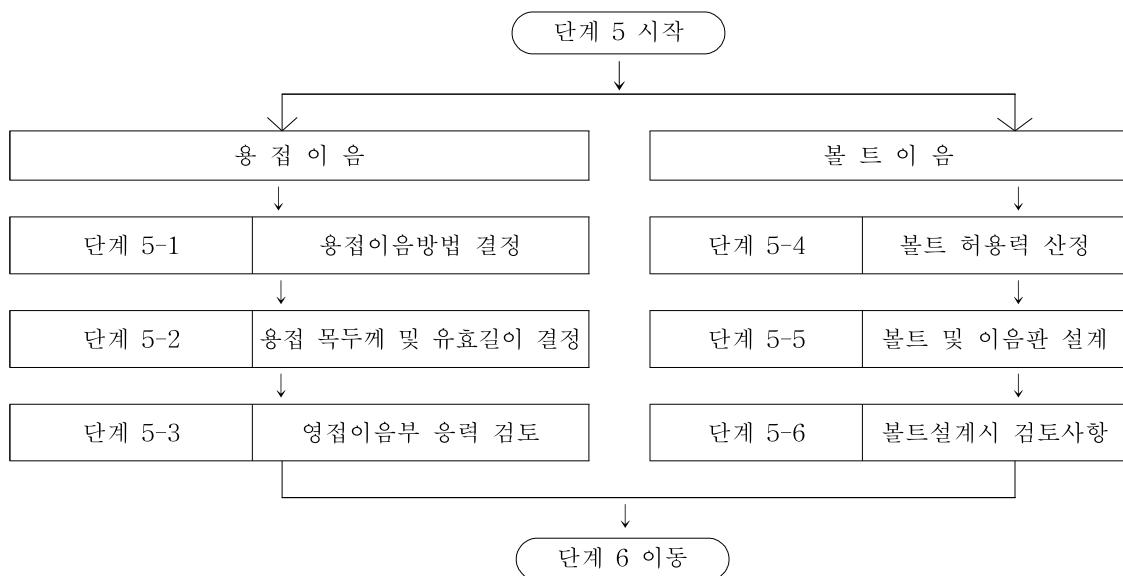 단계 5 시작
용 접 이 음
볼 트 이 음
단계 5-1
용접이음방법 결정
단계 5-4
볼트 허용력 산정
단계 5-2
용접 목두께 및 유효길이 결정
단계 5-5
볼트 및 이음판 설계
단계 5-3
영접이음부 응력 검토
단계 5-6
볼트설계시 검토사항
단계 6 이동